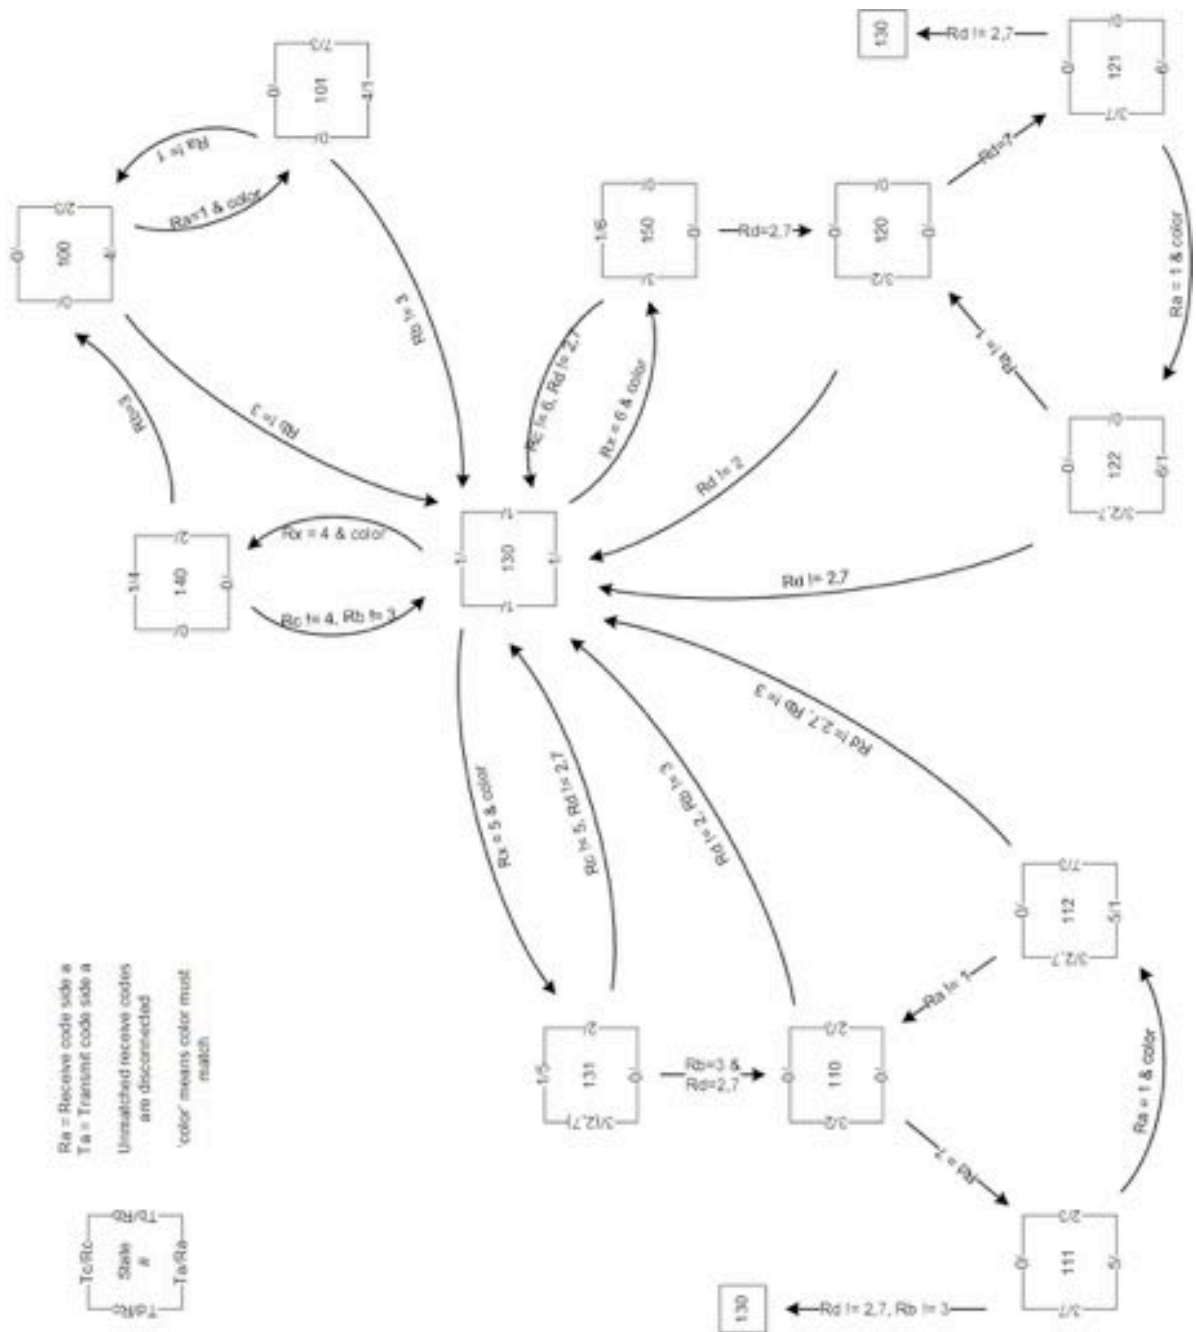 130
Rd != 2,7
0/
121
6/
3/7
7/3
0/
101
4/1
0/
Ra != 1
Ra=1 & color
Rd=7
2/3
0/
100
4/
0/
Rb != 3
1/6
0/
150
0/
3/
Rd=2,7
0/
0/
120
0/
3/2
Ra = 1 & color
Ra != 1
Rb=3
Rb != 3
Rc != 6, Rd != 2,7
Rx = 6 & color
Rd != 2
0/
0/
122
6/1
3/2,7
Rd != 2,7
1/4
2/
140
0/
0/
Rx = 4 & color
Rc != 4, Rb != 3
1/
1/
130
1/
1/
Rd != 2,7, Rb != 3
Rx = 5 & color
Rc != 5, Rd != 2,7
Rd != 2, Rb != 3
7/3
0/
112
5/1
3/2,7
Ra != 1
Ra = Receive code side a
Ta = Transmit code side a
Unmatched receive codes
are disconnected
'color' means color must
match
1/5
2/
131
0/
3/(2,7)
Rb=3 &
Rd=2,7
2/3
0/
110
0/
3/2
Ra = 1 & color
Rd = 7
Tc/Rc
Tb/Rb
State
#
Ta/Ra
2/3
0/
111
5/
3/7
130
Rd != 2,7, Rb != 3